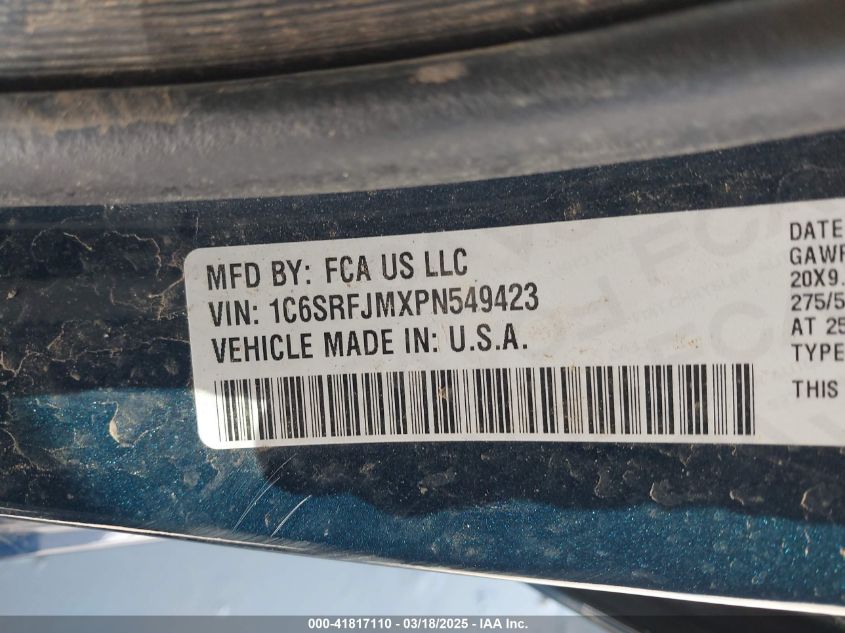 MFD BY: FCA US LLC
VIN: 1C6SRFJMXPN549423
VEHICLE MADE IN: U.S.A.
DATE
GAWR
20X9.
275/5
AT 25
TYPE
THIS
000-41817110 - 03/18/2025 - IAA Inc.